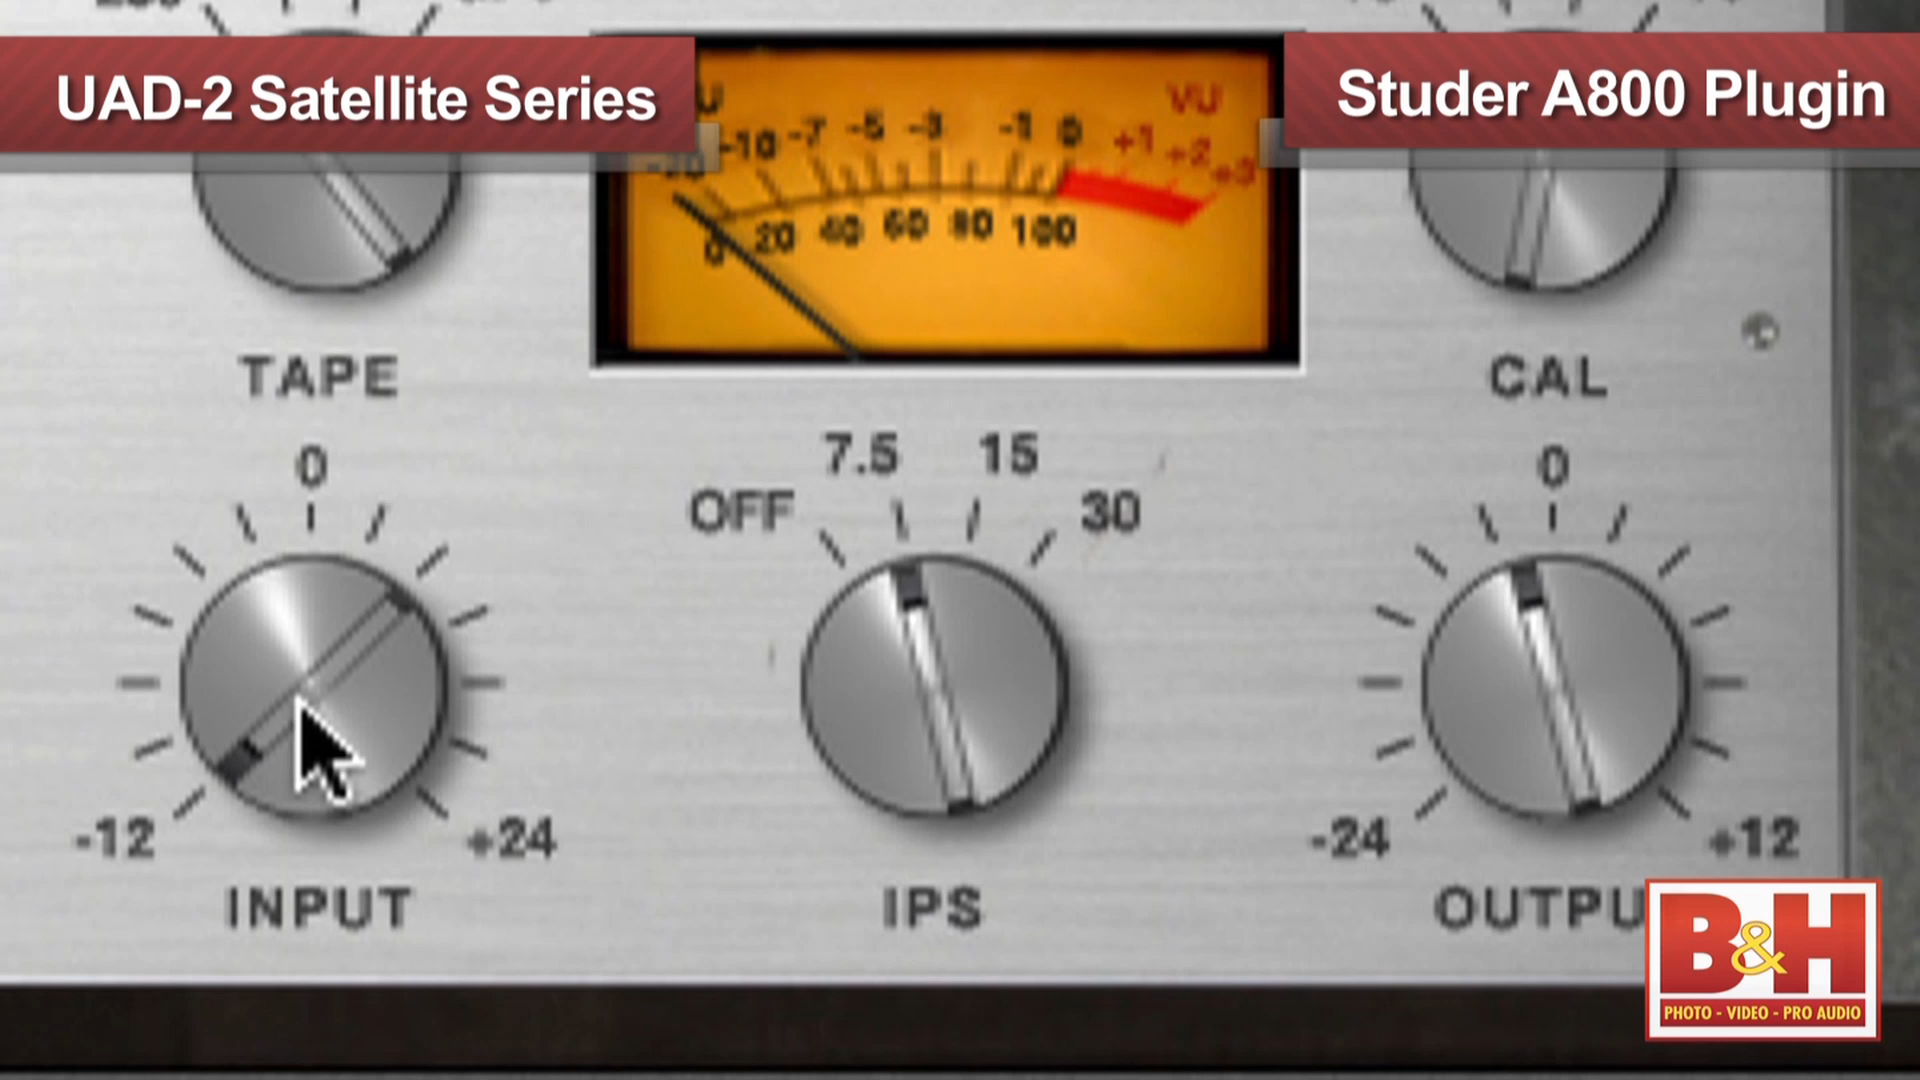 UAD-2 Satellite Series
Studer A800 Plugin
VU
-20 -10 -7 -5 -3 -1 0 +1 +2 +3
0 20 40 60 80 100
TAPE
CAL
0
7.5 15
0
OFF
30
-12
+24
-24
+12
INPUT
IPS
OUTPU
B&H
PHOTO - VIDEO - PRO AUDIO